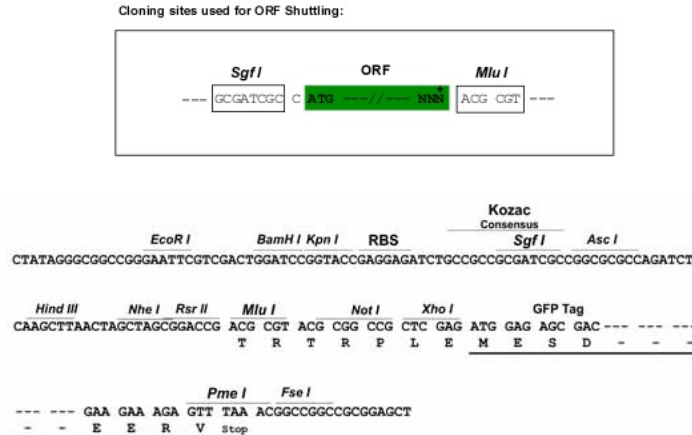 Cloning sites used for ORF Shuttling:
Sgf I ORF Mlu I
--- GCGATCGC C ATG ---//--- NNN* ACG CGT ---
Kozac
Consensus
EcoR I BamH I Kpn I RBS Sgf I Asc I
CTATAGGGCGGCCGGGAATTCGTCGACTGGATCCGGTACCGAGGAGATCTGCCGCCGCGATCGCCGGCGCGCCAGATCT
Hind III Nhe I Rsr II Mlu I Not I Xho I GFP Tag
CAAGCTTAACTAGCTAGCGGACCG ACG CGT ACG CGG CCG CTC GAG ATG GAG AGC GAC--- --- ---
T R T R P L E M E S D - - -
Pme I Fse I
--- --- GAA GAA AGA GTT TAA ACGGCCGGCCGCGGAGCT
- - E E R V Stop